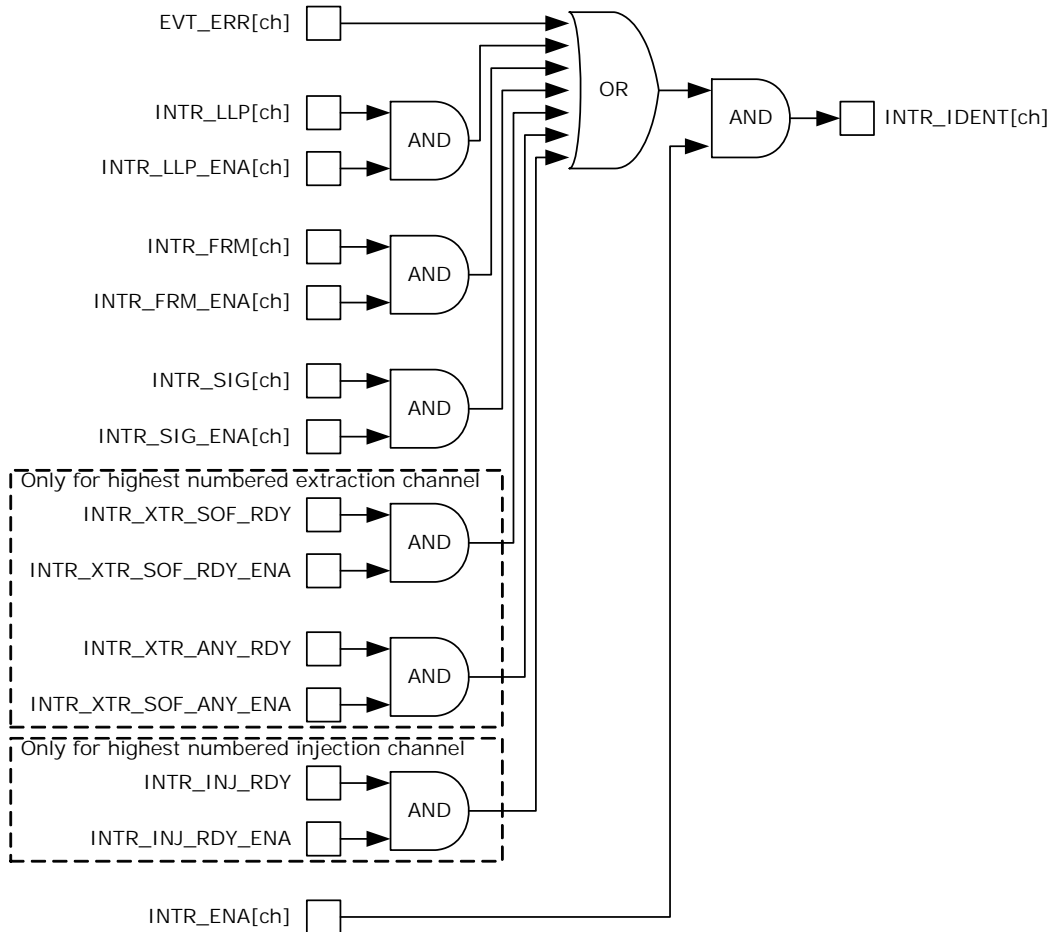 EVT_ERR[ch]
OR
INTR_LLP[ch]
AND
AND
INTR_IDENT[ch]
INTR_LLP_ENA[ch]
INTR_FRM[ch]
AND
INTR_FRM_ENA[ch]
INTR_SIG[ch]
AND
INTR_SIG_ENA[ch]
Only for highest numbered extraction channel
INTR_XTR_SOF_RDY
AND
INTR_XTR_SOF_RDY_ENA
INTR_XTR_ANY_RDY
AND
INTR_XTR_SOF_ANY_ENA
Only for highest numbered injection channel
INTR_INJ_RDY
AND
INTR_INJ_RDY_ENA
INTR_ENA[ch]